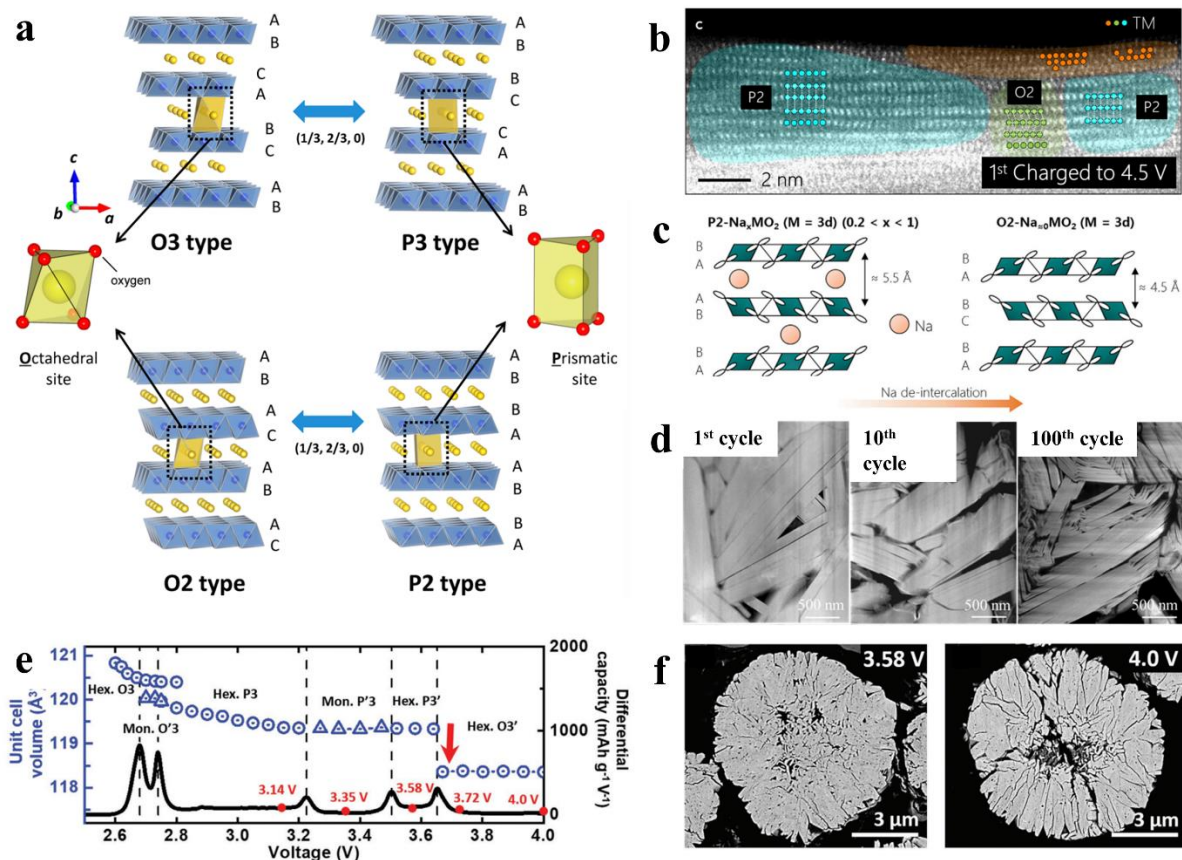 a
A
B
C
A
B
C
A
B
(1/3, 2/3, 0)
A
B
B
C
C
A
A
B
c
b
a
O3 type
P3 type
oxygen
Octahedral
site
Prismatic
site
A
B
A
C
A
B
A
C
(1/3, 2/3, 0)
A
B
B
A
A
B
B
A
O2 type
P2 type
b
c
TM
P2
O2
P2
2 nm
1st Charged to 4.5 V
c
P2-NaxMO2 (M = 3d) (0.2 < x < 1)
O2-Na≈0MO2 (M = 3d)
B
A
A
B
B
A
≈ 5.5 Å
Na
B
A
B
C
B
A
≈ 4.5 Å
Na de-intercalation
d
1st cycle
10th
cycle
100th cycle
500 nm
500 nm
500 nm
e
Unit cell
volume (Å3)
121
120
119
118
Hex. O3
Mon. O'3
Hex. P3
Mon. P'3
Hex. P3'
Hex. O3'
3.14 V
3.35 V
3.58 V
3.72 V
4.0 V
2.6
2.8
3.0
3.2
3.4
3.6
3.8
4.0
Voltage (V)
2000
1000
0
Differential
capacity (mAh g-1 V-1)
f
3.58 V
3 µm
4.0 V
3 µm